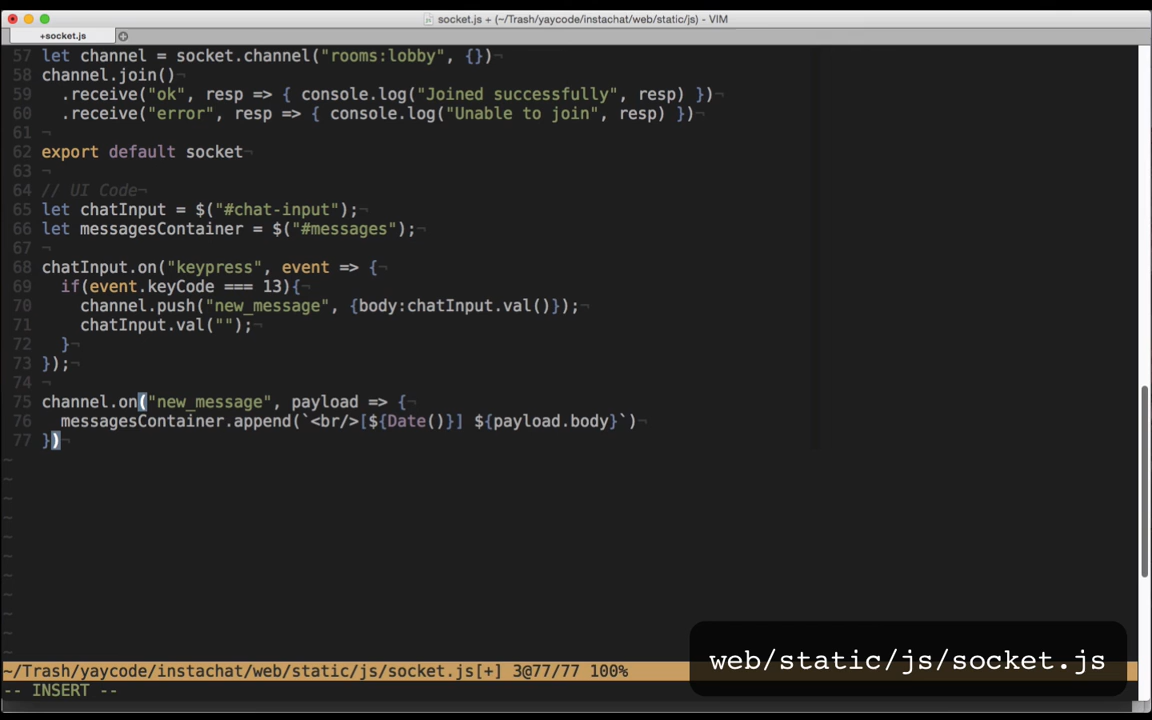 socket.js + (~/Trash/yaycode/instachat/web/static/js) - VIM
+socket.js
57 let channel = socket.channel("rooms:lobby", {})¬
58 channel.join()¬
59   .receive("ok", resp => { console.log("Joined successfully", resp) })¬
60   .receive("error", resp => { console.log("Unable to join", resp) })¬
61 ¬
62 export default socket¬
63 ¬
64 // UI Code¬
65 let chatInput = $("#chat-input");¬
66 let messagesContainer = $("#messages");¬
67 ¬
68 chatInput.on("keypress", event => {¬
69   if(event.keyCode === 13){¬
70     channel.push("new_message", {body:chatInput.val()});¬
71     chatInput.val("");¬
72   }¬
73 });¬
74 ¬
75 channel.on("new_message", payload => {¬
76   messagesContainer.append(`<br/>[${Date()}] ${payload.body}`)¬
77 })¬
~
~
~
~
~
~
~
~
~
~
~
~/Trash/yaycode/instachat/web/static/js/socket.js[+] 3@77/77 100%
web/static/js/socket.js
-- INSERT --